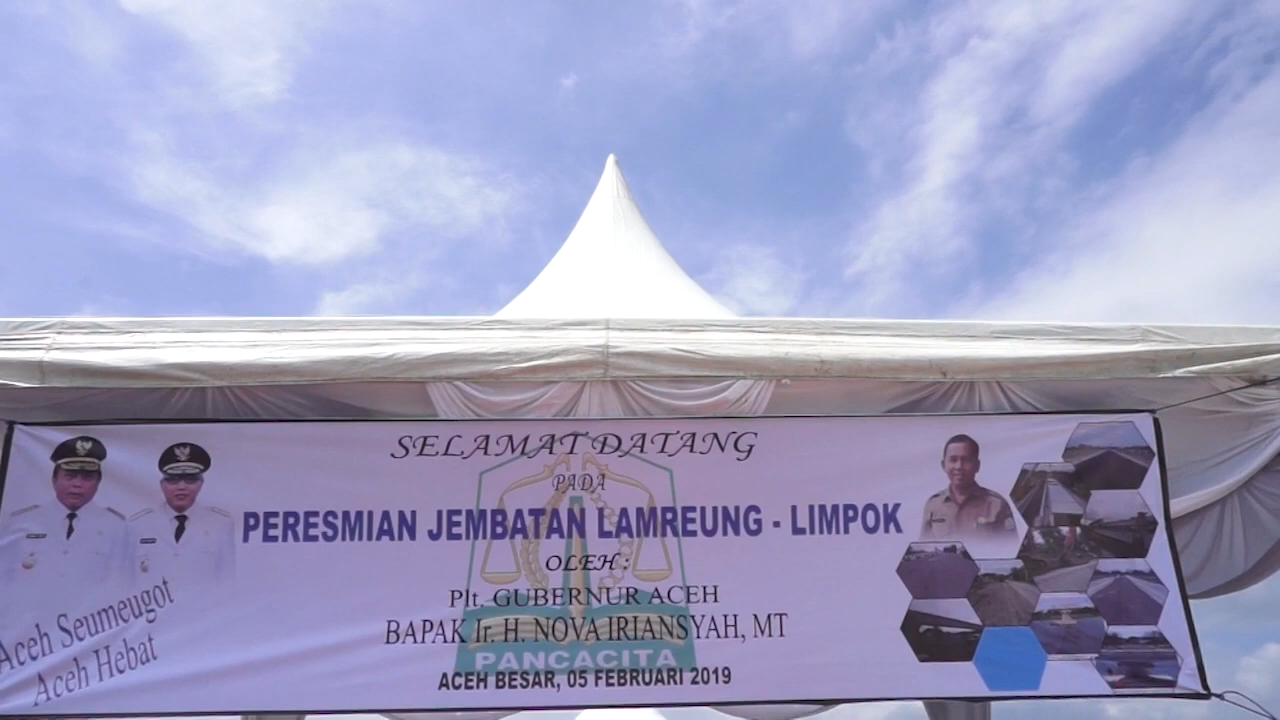 SELAMAT DATANG
PADA
PERESMIAN JEMBATAN LAMREUNG - LIMPOK
OLEH :
Plt. GUBERNUR ACEH
BAPAK Ir. H. NOVA IRIANSYAH, MT
PANCACITA
ACEH BESAR, 05 FEBRUARI 2019
Aceh Seumeugot
Aceh Hebat